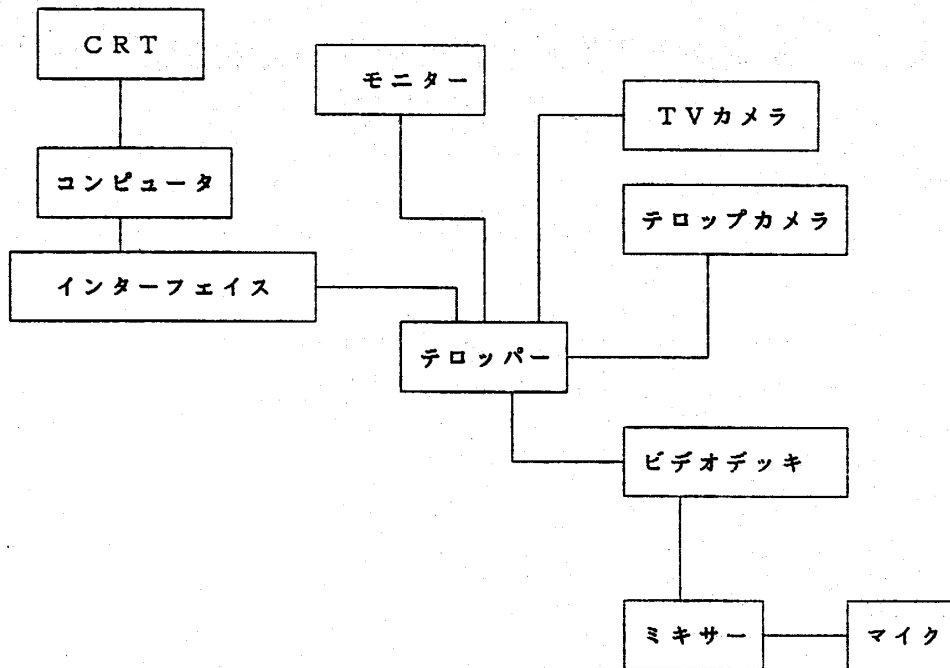 CRT
モニター
TVカメラ
コンピュータ
テロップカメラ
インターフェイス
テロッパー
ビデオデッキ
ミキサー
マイク